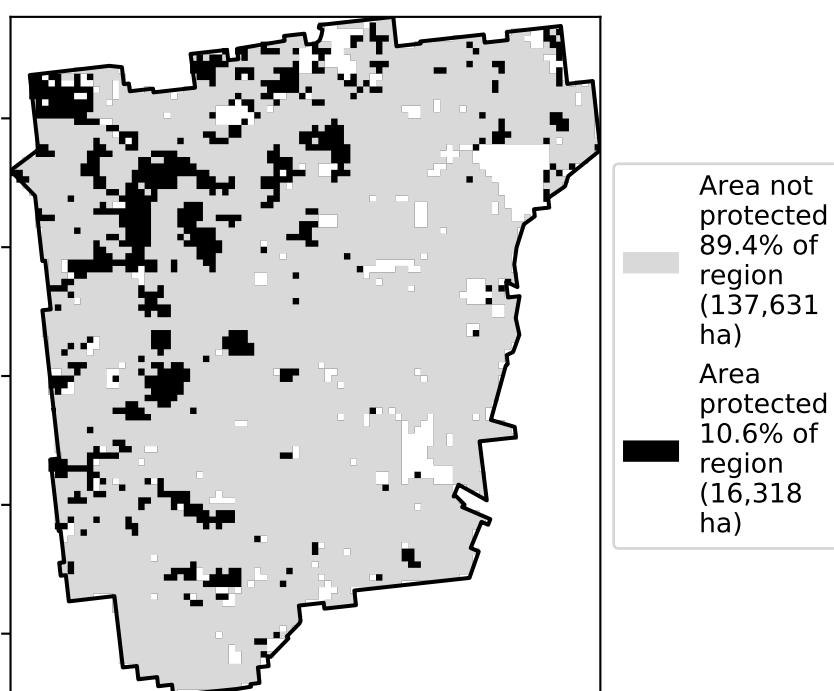 Area not
protected
89.4% of
region
(137,631
ha)
Area
protected
10.6% of
region
(16,318
ha)